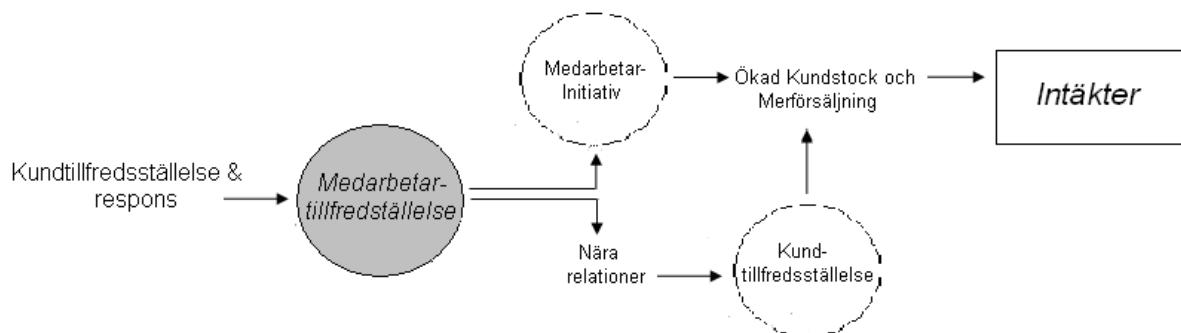 Kundtillfredsställelse &
respons
Medarbetar-
tillfredställelse
Medarbetar-
Initiativ
Nära
relationer
Kund-
tillfredsställelse
Ökad Kundstock och
Merförsäljning
Intäkter